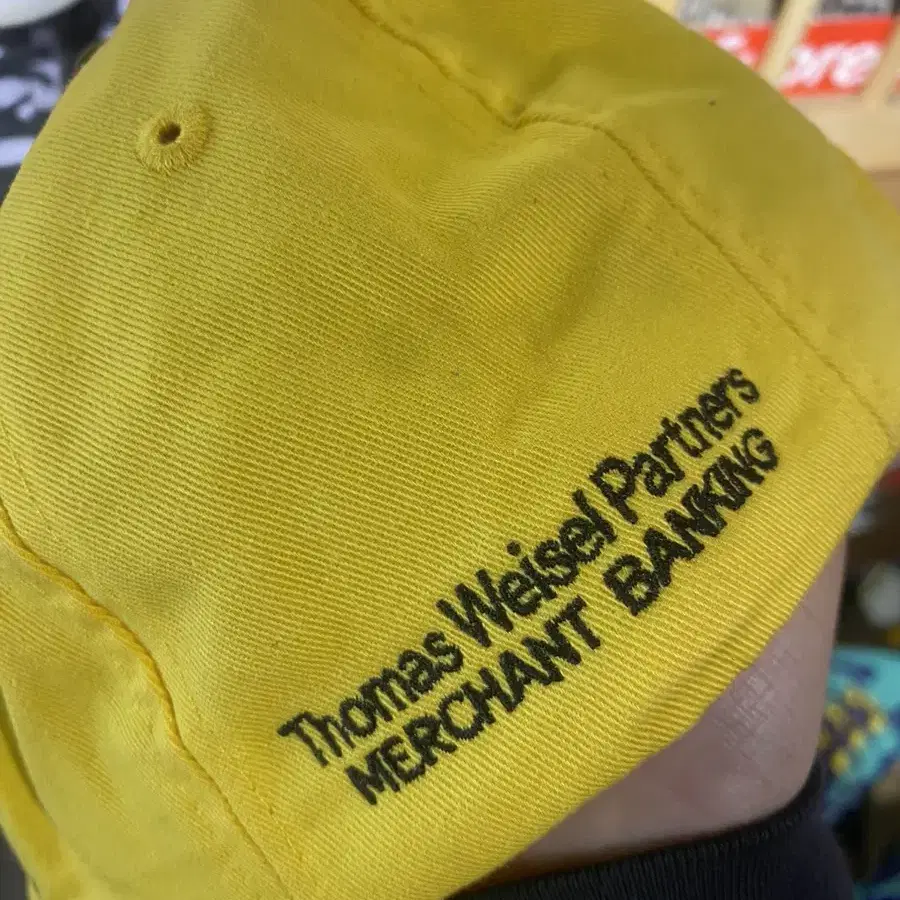 Thomas Weisel Partners
MERCHANT BANKING